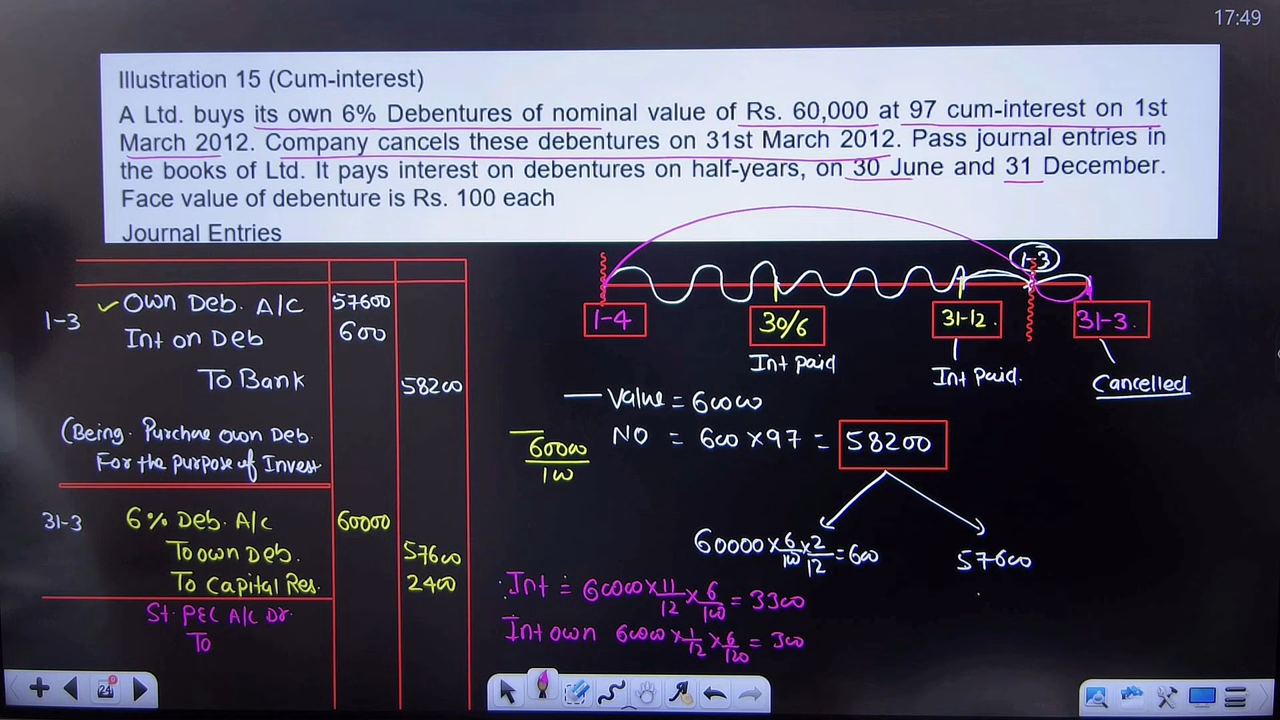 17:49
Illustration 15 (Cum-interest)
A Ltd. buys its own 6% Debentures of nominal value of Rs. 60,000 at 97 cum-interest on 1st
March 2012. Company cancels these debentures on 31st March 2012. Pass journal entries in
the books of Ltd. It pays interest on debentures on half-years, on 30 June and 31 December.
Face value of debenture is Rs. 100 each
Journal Entries
1-3 ✓ Own Deb. A/C 57600
Int on Deb 600
To Bank 58200
(Being. Purchase own Deb.
For the purpose of Invest
31-3 6% Deb. A/C 60000
To own Deb. 57600
To Capital Res. 2400
St. P&L A/C Dr.
To
1-3
1-4 30/6 31-12. 31-3.
Int paid Int Paid. Cancelled
Value = 60000
NO = 600 × 97 = 58200
60000
100
60000 × 6/100 × 2/12 = 600 57600
Int = 60000 × 11/12 × 6/100 = 3300
Int own 60000 × 1/12 × 6/120 = 300
24